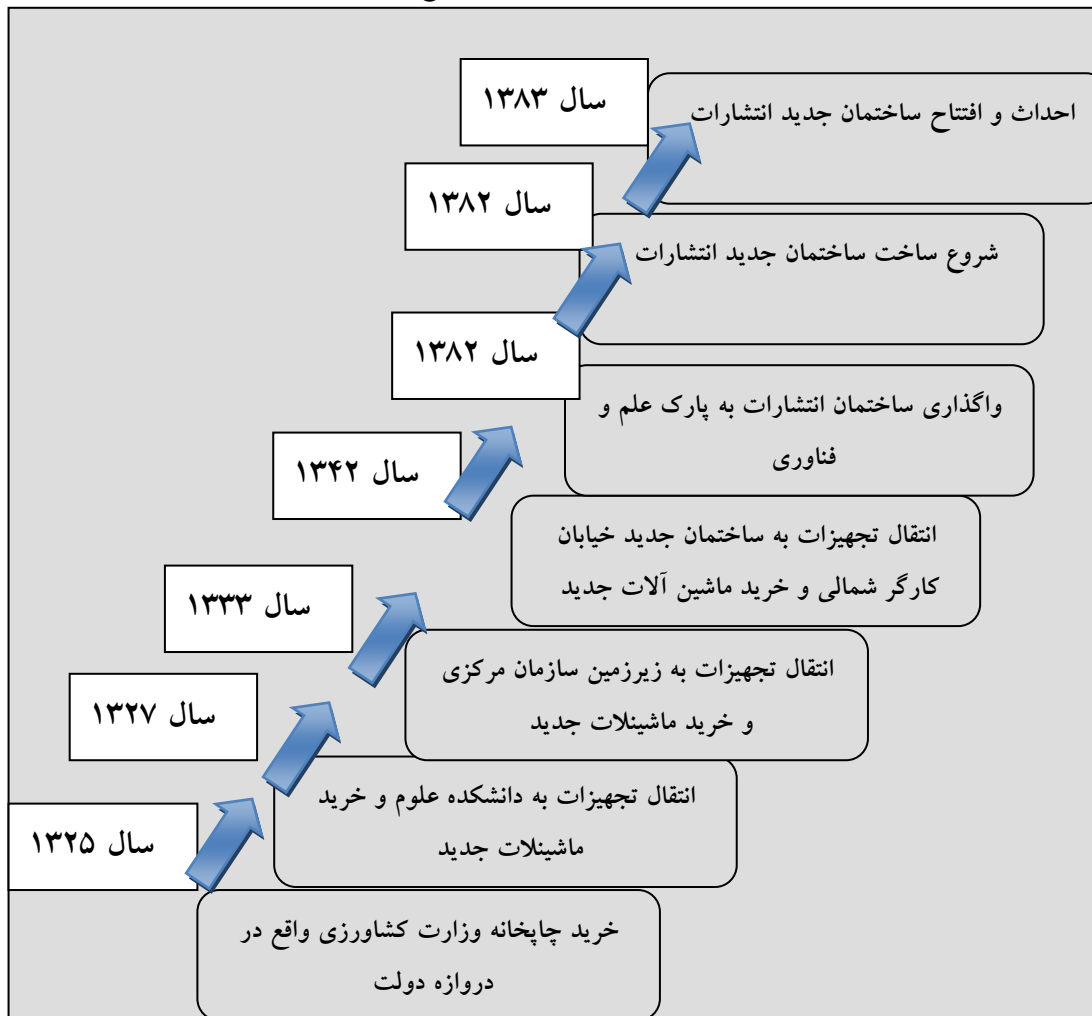 سال ۱۳۸۳
احداث و افتتاح ساختمان جدید انتشارات
سال ۱۳۸۲
شروع ساخت ساختمان جدید انتشارات
سال ۱۳۸۲
واگذاری ساختمان انتشارات به پارک علم و
فناوری
سال ۱۳۴۲
انتقال تجهیزات به ساختمان جدید خیابان
کارگر شمالی و خرید ماشین آلات جدید
سال ۱۳۳۳
انتقال تجهیزات به زیرزمین سازمان مرکزی
و خرید ماشینلات جدید
سال ۱۳۲۷
انتقال تجهیزات به دانشکده علوم و خرید
ماشینلات جدید
سال ۱۳۲۵
خرید چاپخانه وزارت کشاورزی واقع در
دروازه دولت